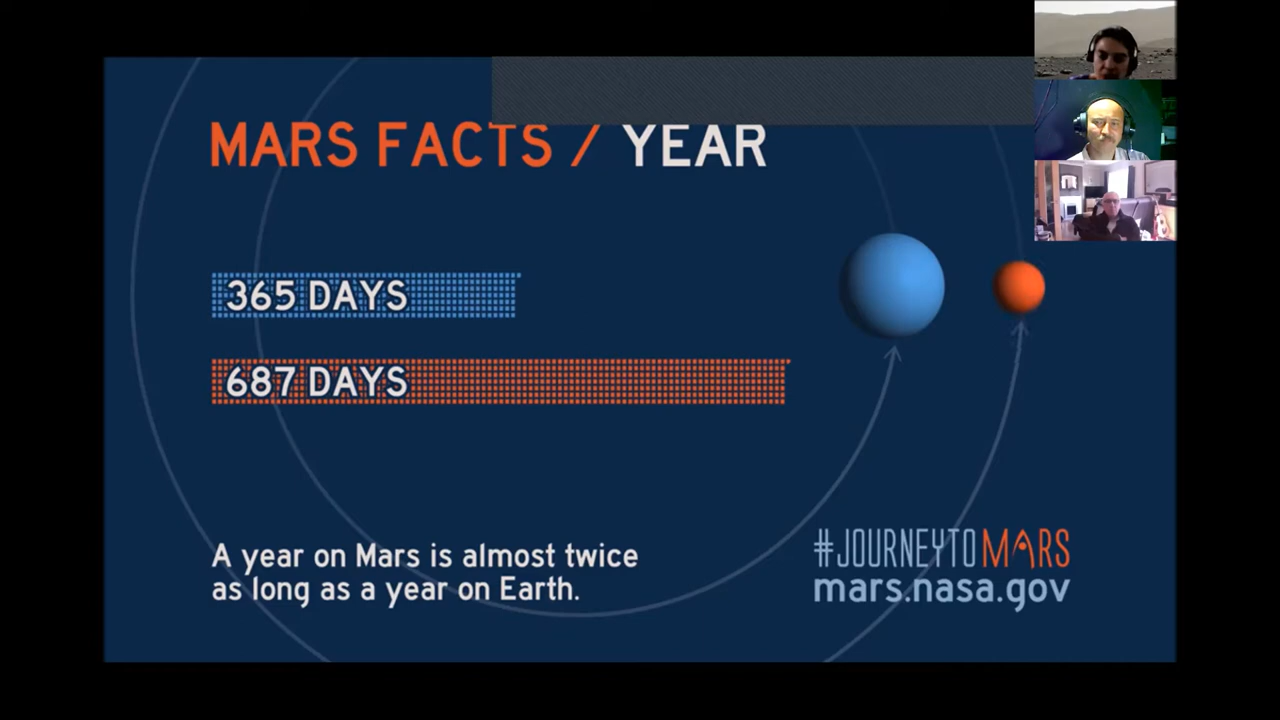 MARS FACTS / YEAR
365 DAYS
687 DAYS
A year on Mars is almost twice
as long as a year on Earth.
#JOURNEYTOMARS
mars.nasa.gov